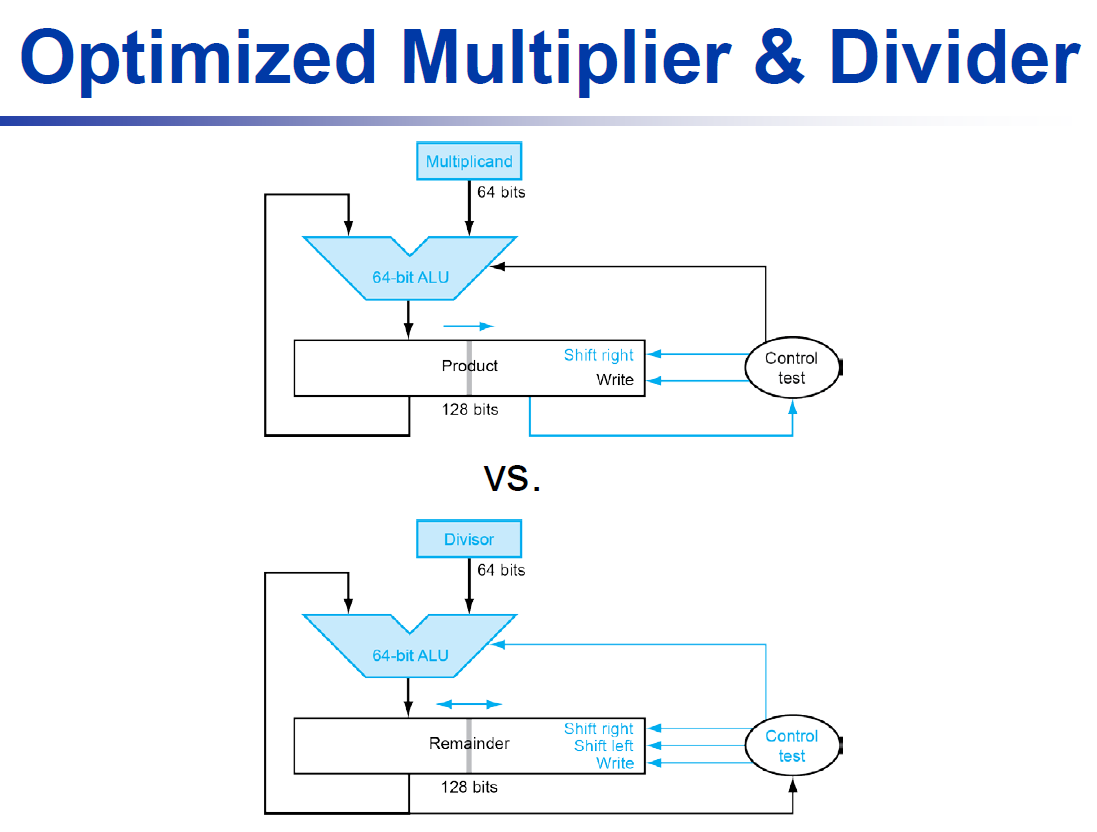 Optimized Multiplier & Divider
Multiplicand
64 bits
64-bit ALU
Product
Shift right
Write
128 bits
Control
test
vs.
Divisor
64 bits
64-bit ALU
Remainder
Shift right
Shift left
Write
128 bits
Control
test